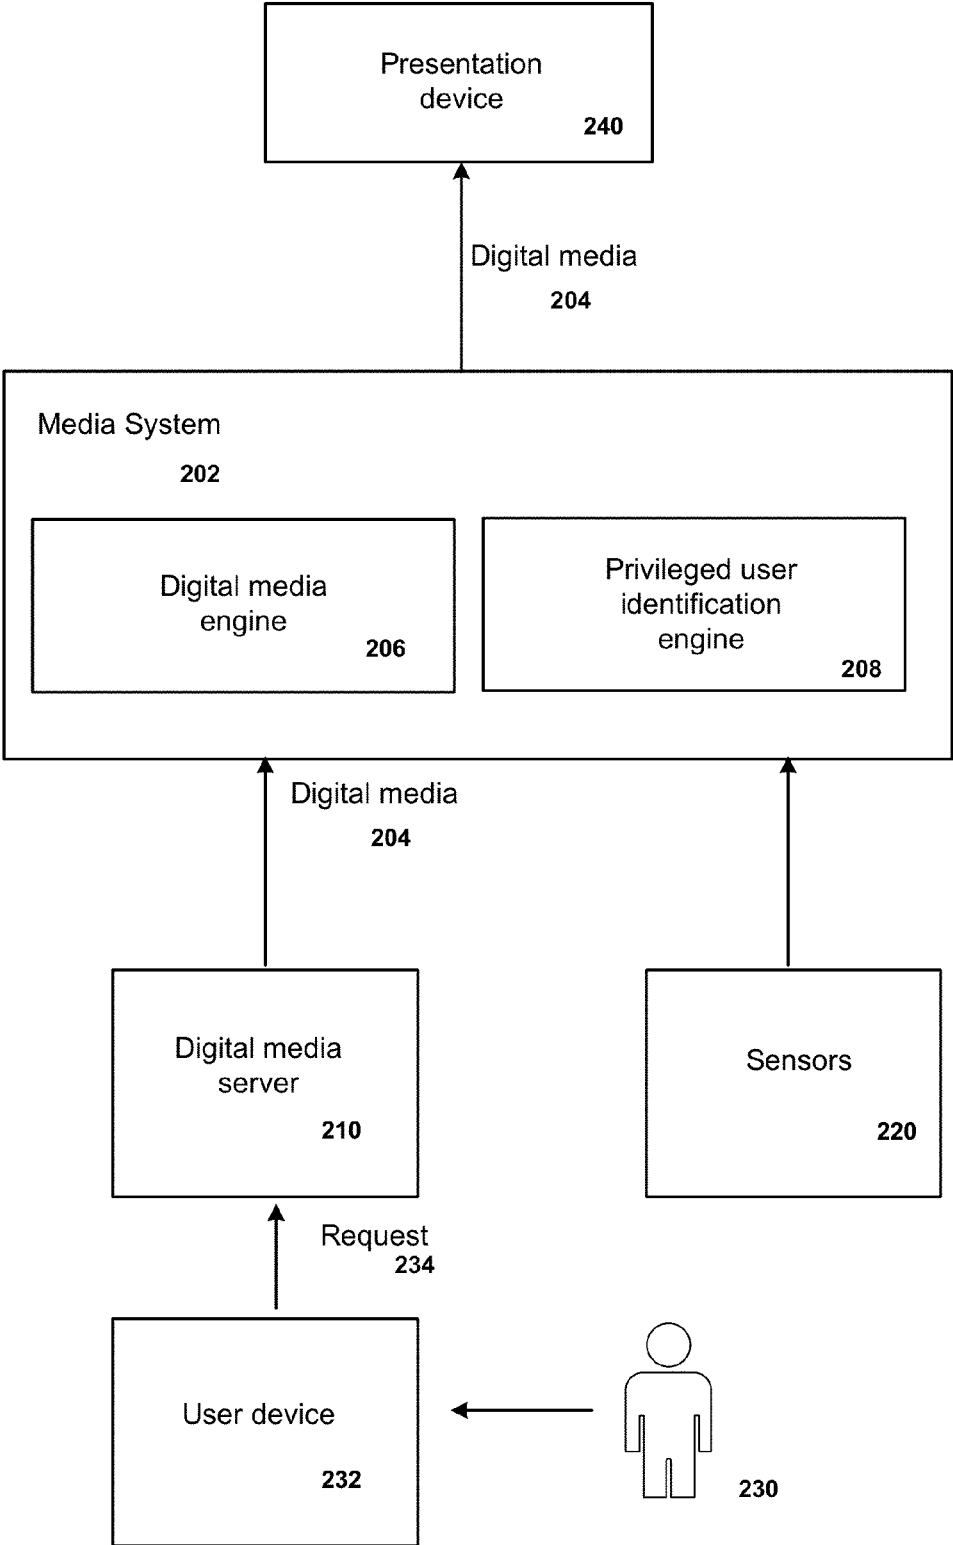 Presentation
device
240
Digital media
204
Media System
202
Digital media
engine
206
Privileged user
identification
engine
208
Digital media
204
Digital media
server
210
Sensors
220
Request
234
User device
232
230